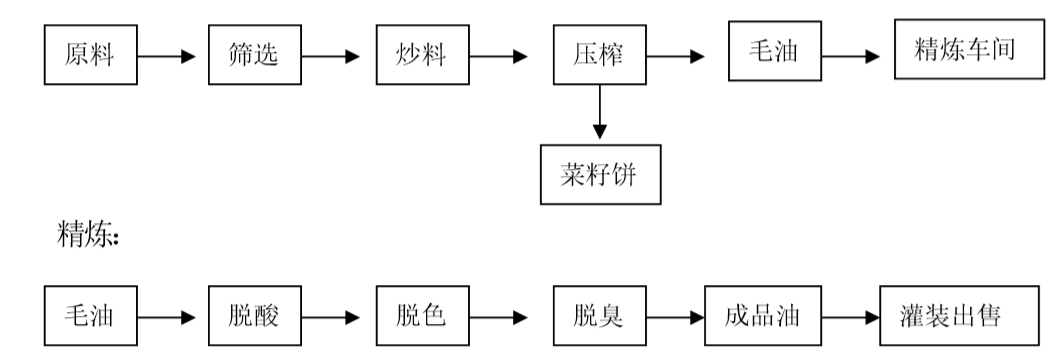 原料 筛选 炒料 压榨 毛油 精炼车间
菜籽饼
精炼：
毛油 脱酸 脱色 脱臭 成品油 灌装出售